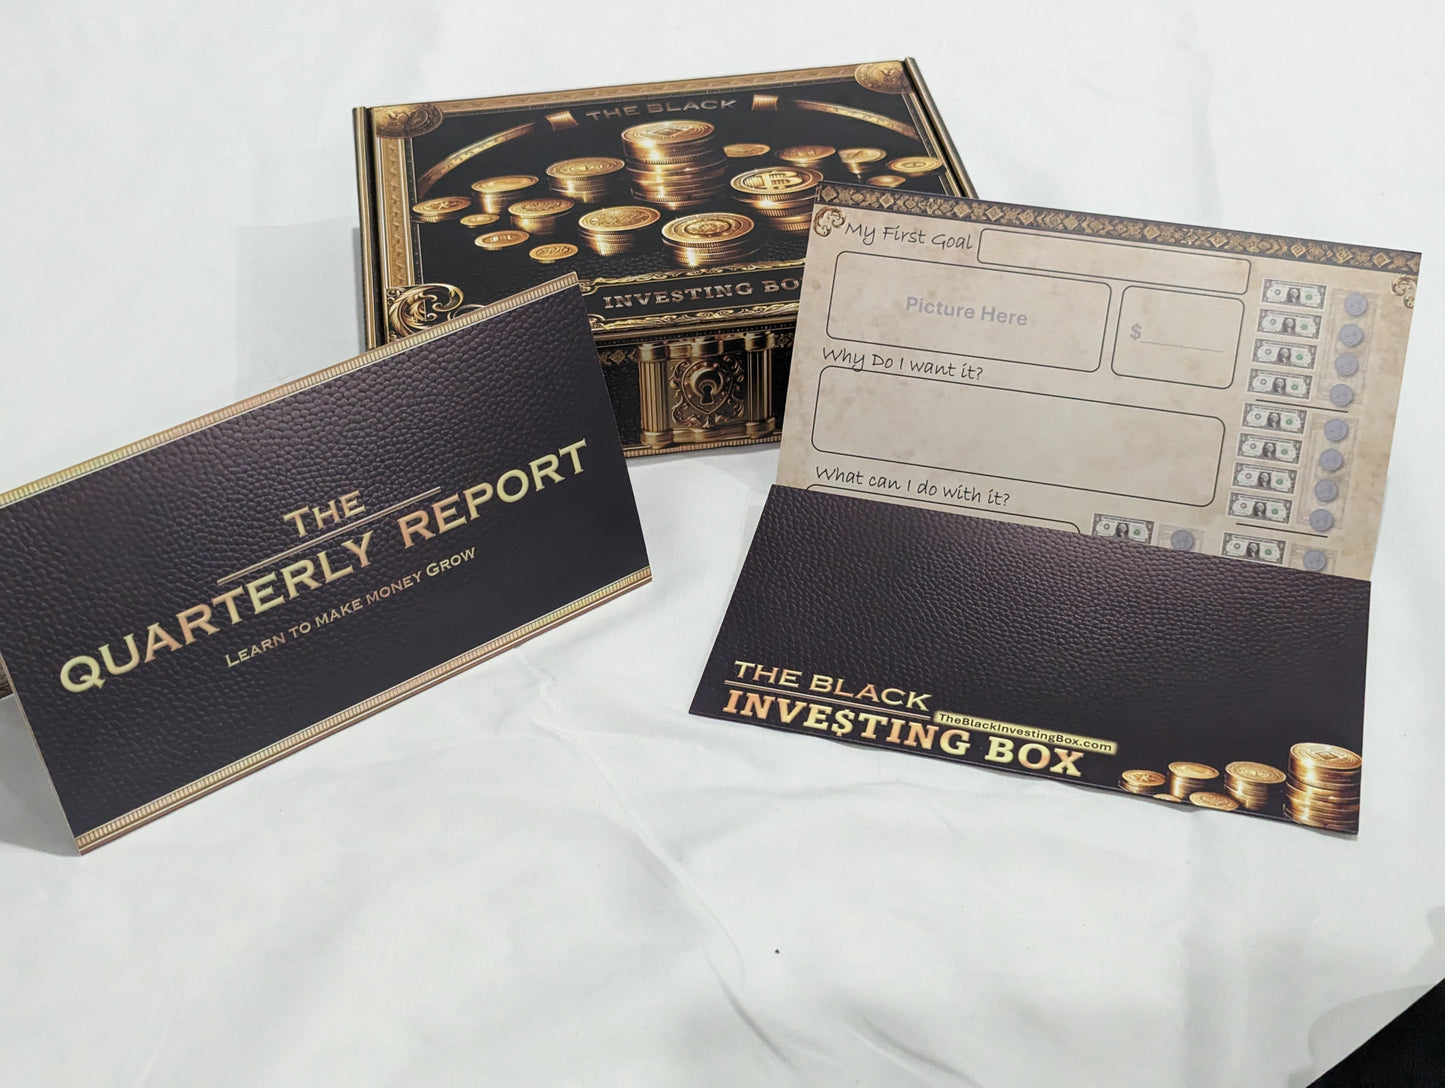 THE BLACK
INVESTING BOX
THE
QUARTERLY REPORT
LEARN TO MAKE MONEY GROW
My First Goal
Picture Here
$
Why Do I want it?
What can I do with it?
THE BLACK
INVE$TING BOX
TheBlackInvestingBox.com